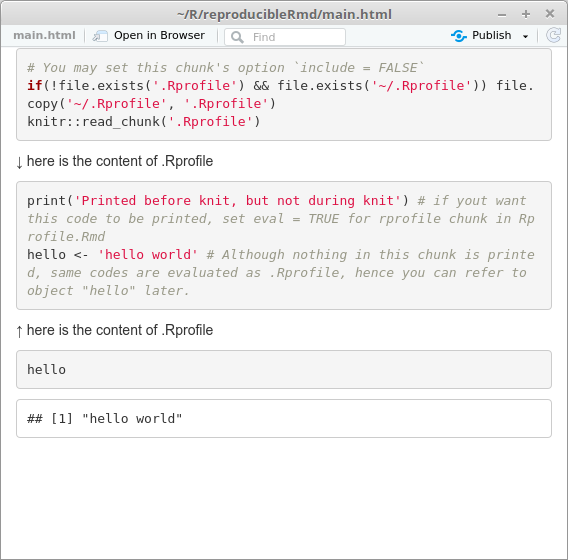 ~/R/reproducibleRmd/main.html
main.html
Open in Browser
Find
Publish
# You may set this chunk's option `include = FALSE`
if(!file.exists('.Rprofile') && file.exists('~/.Rprofile')) file.
copy('~/.Rprofile', '.Rprofile')
knitr::read_chunk('.Rprofile')
↓ here is the content of .Rprofile
print('Printed before knit, but not during knit') # if yout want
this code to be printed, set eval = TRUE for rprofile chunk in Rp
rofile.Rmd
hello <- 'hello world' # Although nothing in this chunk is printe
d, same codes are evaluated as .Rprofile, hence you can refer to
object "hello" later.
↑ here is the content of .Rprofile
hello
## [1] "hello world"